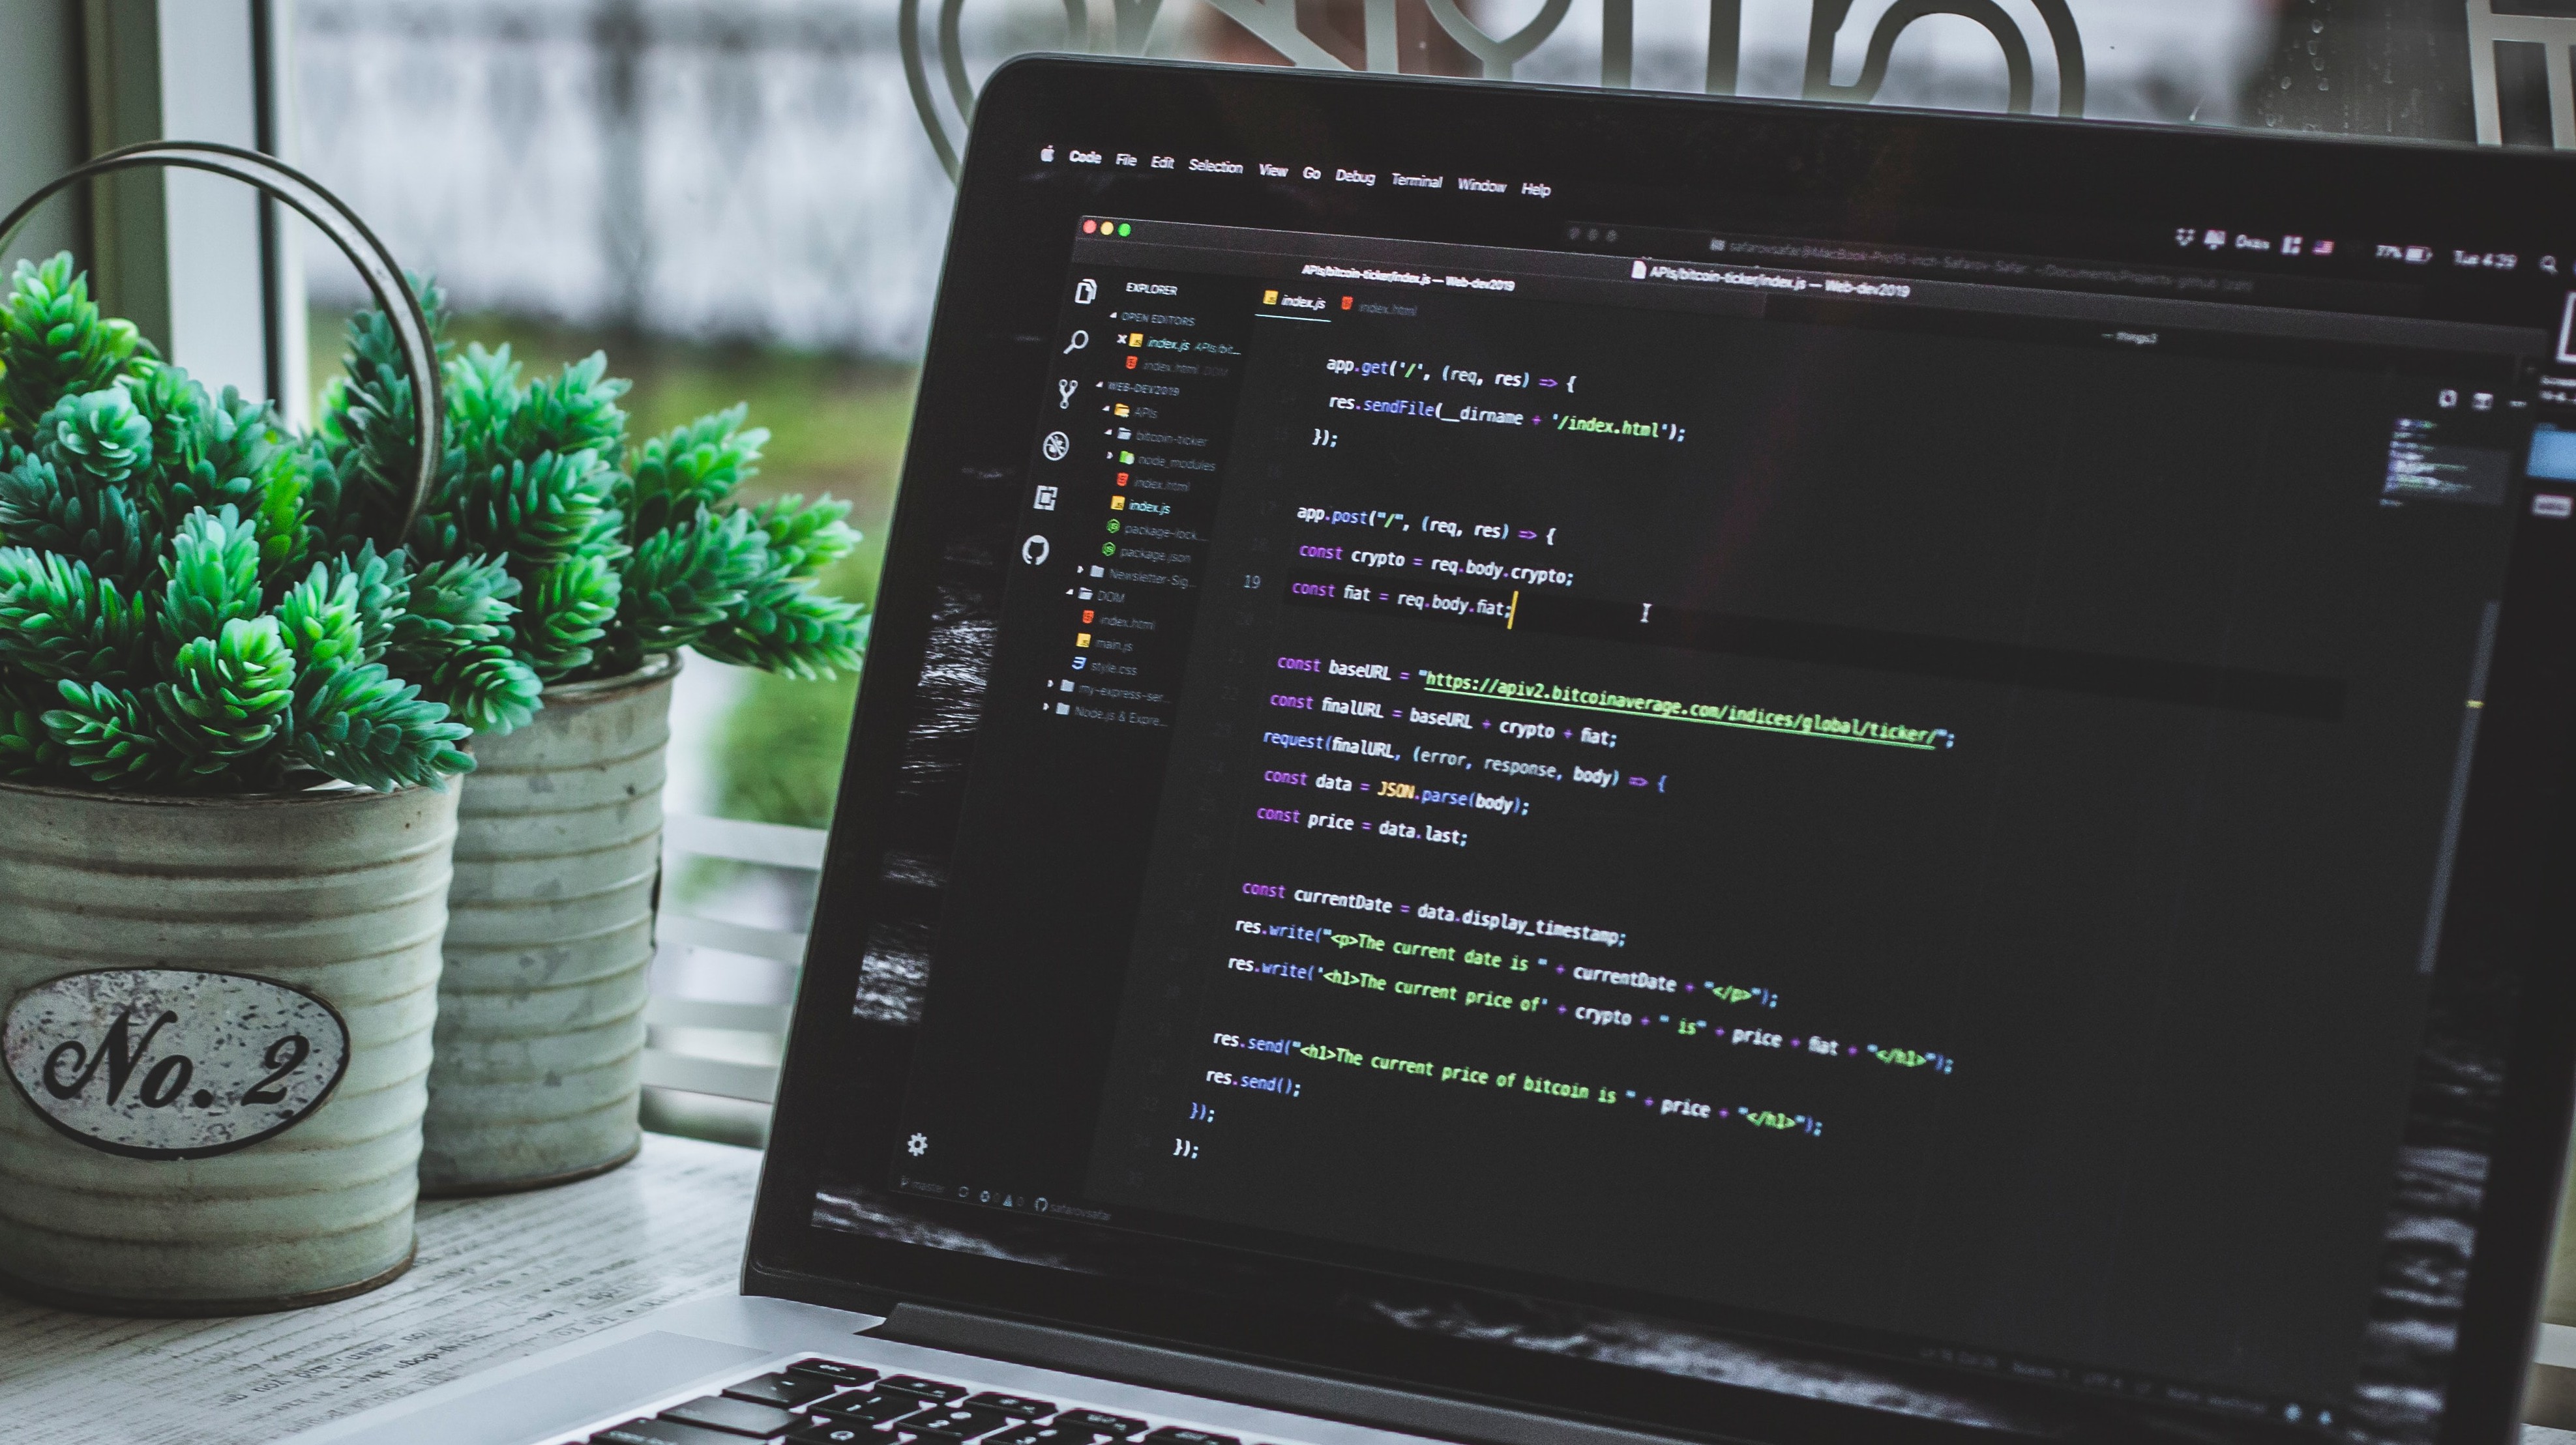 No. 2
Code File Edit Selection View Go Debug Terminal Window Help
77% Tue 4:39
APIs/bitcoin-ticker/index.js — Web-dev2019
APIs/bitcoin-ticker/index.js — Web-dev2019
things3
EXPLORER
OPEN EDITORS
index.js APIs/bit...
index.html DOM
WEB-DEV2019
APIs
bitcoin-ticker
node_modules
index.html
index.js
package-lock...
package.json
Newsletter-Sig...
DOM
index.html
main.js
style.css
my-express-ser...
Node.js & Expre...
index.js index.html
app.get('/', (req, res) => {
res.sendFile(__dirname + '/index.html');
});
app.post("/", (req, res) => {
const crypto = req.body.crypto;
19 const fiat = req.body.fiat;
const baseURL = "https://apiv2.bitcoinaverage.com/indices/global/ticker/";
const finalURL = baseURL + crypto + fiat;
request(finalURL, (error, response, body) => {
const data = JSON.parse(body);
const price = data.last;
const currentDate = data.display_timestamp;
res.write("<p>The current date is " + currentDate + "</p>");
res.write('<h1>The current price of' + crypto + " is" + price + fiat + "</h1>");
res.send("<h1>The current price of bitcoin is " + price + "</h1>");
res.send();
});
});
master
safarovsafar
esc